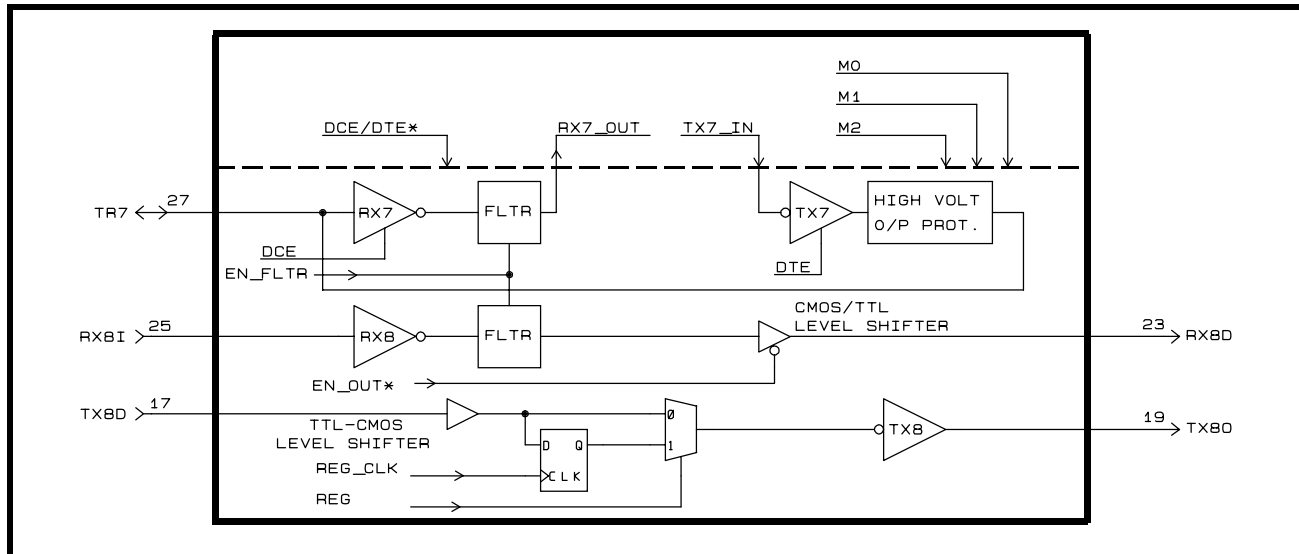 M0
M1
DCE/DTE* RX7_OUT TX7_IN M2
TR7 27 RX7 FLTR TX7 HIGH VOLT
O/P PROT.
DCE
EN_FLTR DTE
RX8I 25 RX8 FLTR CMOS/TTL
LEVEL SHIFTER 23 RX8D
EN_OUT*
TX8D 17 TTL-CMOS
LEVEL SHIFTER 0
1 TX8 19 TX8O
D Q
CLK
REG_CLK
REG